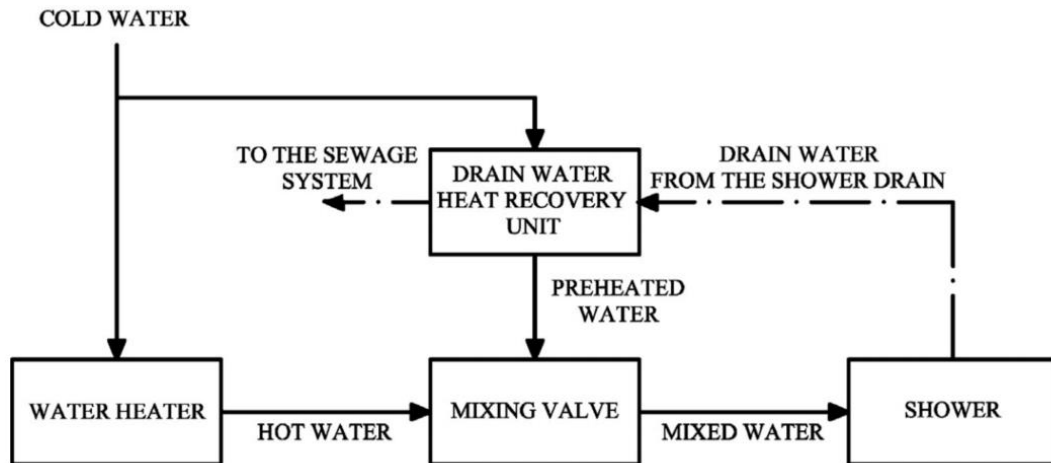 COLD WATER
TO THE SEWAGE
SYSTEM
DRAIN WATER
HEAT RECOVERY
UNIT
DRAIN WATER
FROM THE SHOWER DRAIN
PREHEATED
WATER
WATER HEATER
HOT WATER
MIXING VALVE
MIXED WATER
SHOWER